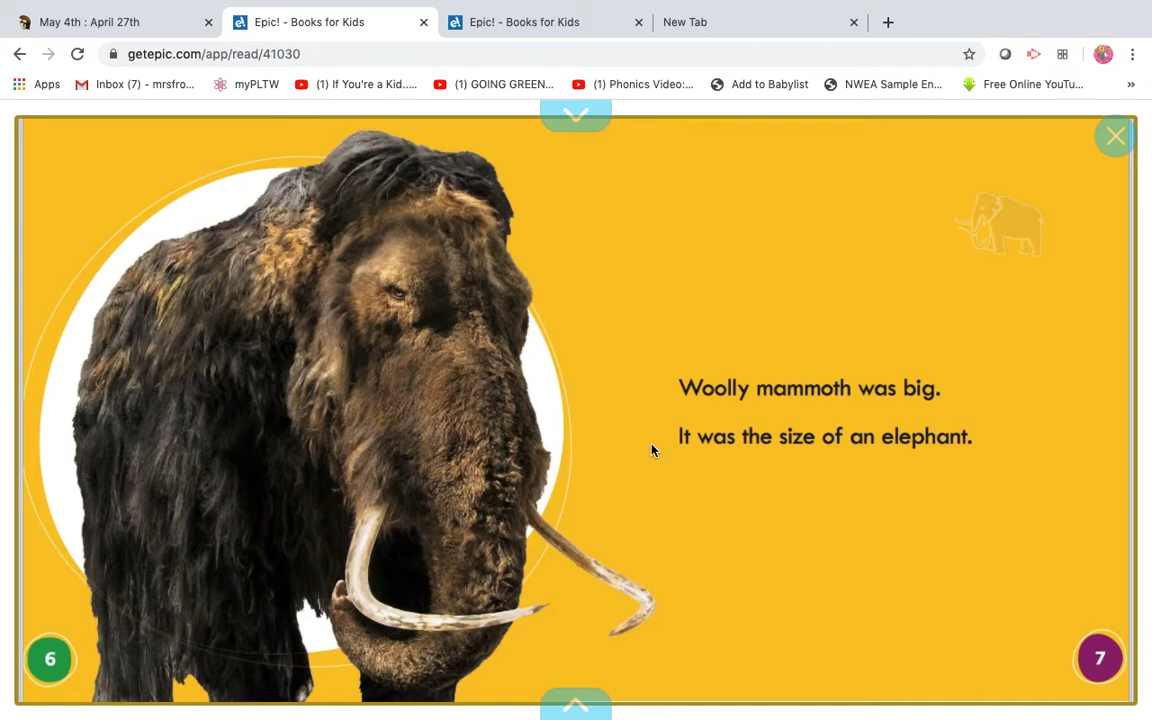 May 4th : April 27th
Epic! - Books for Kids
Epic! - Books for Kids
New Tab
getepic.com/app/read/41030
Apps
Inbox (7) - mrsfro...
myPLTW
(1) If You're a Kid....
(1) GOING GREEN...
(1) Phonics Video:...
Add to Babylist
NWEA Sample En...
Free Online YouTu...
»
Woolly mammoth was big.
It was the size of an elephant.
6
7